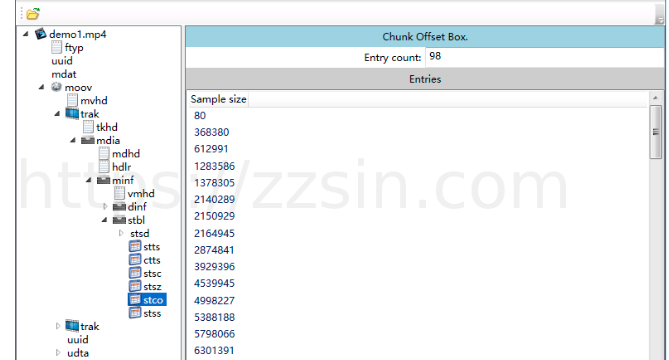 demo1.mp4
ftyp
uuid
mdat
moov
mvhd
trak
tkhd
mdia
mdhd
hdlr
minf
vmhd
dinf
stbl
stsd
stts
ctts
stsc
stsz
stco
stss
trak
uuid
udta
Chunk Offset Box.
Entry count: 98
Entries
Sample size
80
368380
612991
1283586
1378305
2140289
2150929
2164945
2874841
3929396
4539945
4998227
5388188
5798066
6301391
https://zzsin.com